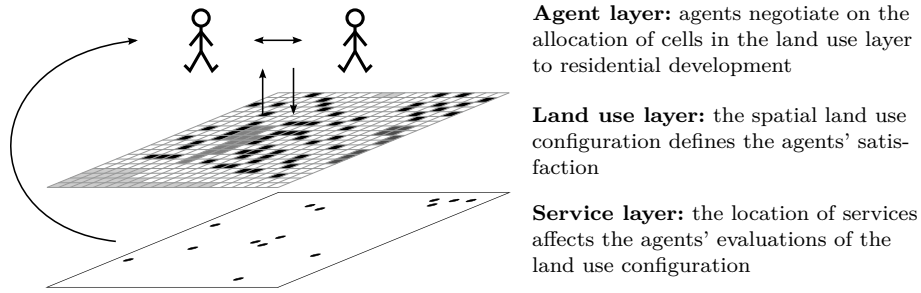 Agent layer: agents negotiate on the
allocation of cells in the land use layer
to residential development
Land use layer: the spatial land use
configuration defines the agents' satis-
faction
Service layer: the location of services
affects the agents' evaluations of the
land use configuration